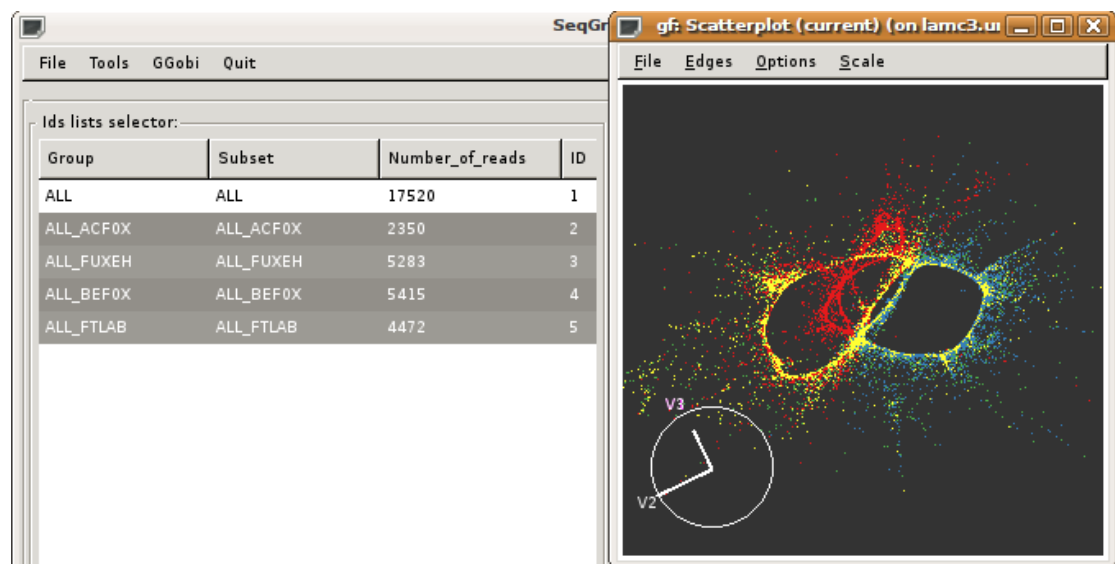 SeqGr
File Tools GGobi Quit
Ids lists selector:
Group Subset Number_of_reads ID
ALL ALL 17520 1
ALL_ACF0X ALL_ACF0X 2350 2
ALL_FUXEH ALL_FUXEH 5283 3
ALL_BEF0X ALL_BEF0X 5415 4
ALL_FTLAB ALL_FTLAB 4472 5
gf: Scatterplot (current) (on lamc3.ur
File Edges Options Scale
V3
V2